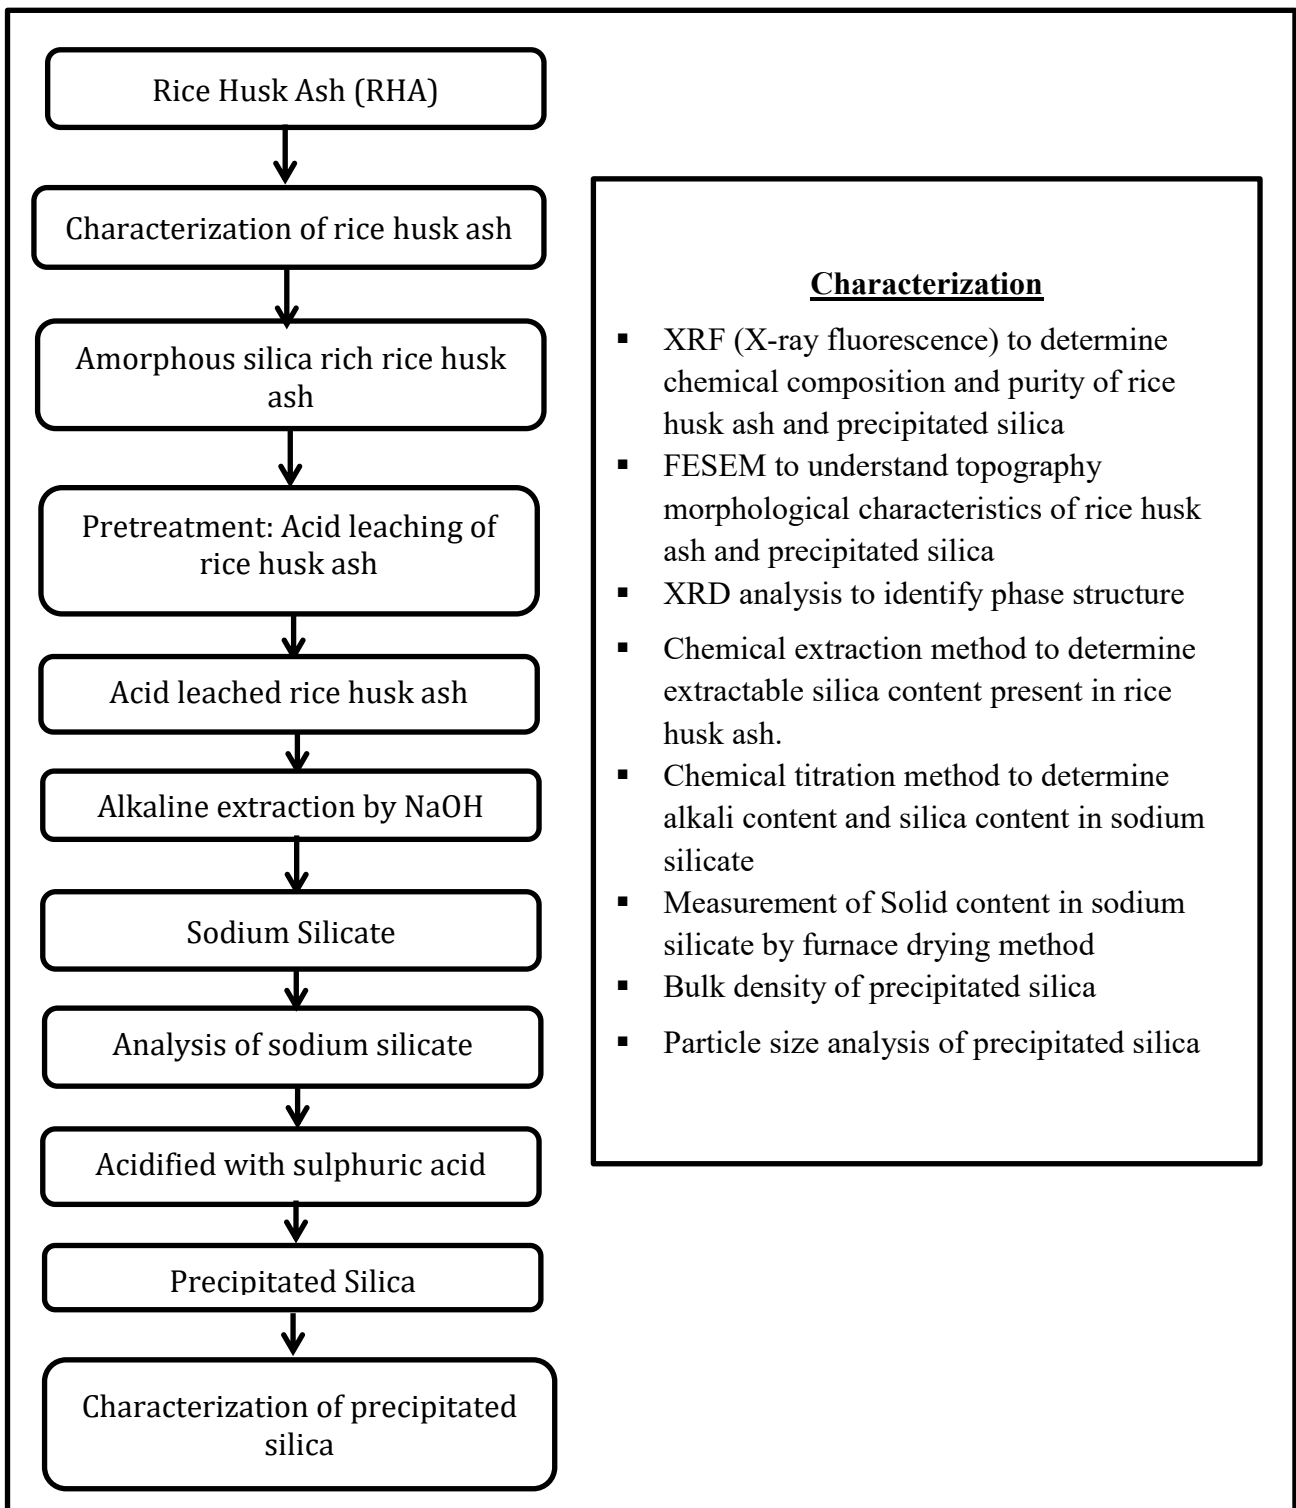 Rice Husk Ash (RHA)
Characterization of rice husk ash
Amorphous silica rich rice husk
ash
Pretreatment: Acid leaching of
rice husk ash
Acid leached rice husk ash
Alkaline extraction by NaOH
Sodium Silicate
Analysis of sodium silicate
Acidified with sulphuric acid
Precipitated Silica
Characterization of precipitated
silica
Characterization
▪ XRF (X-ray fluorescence) to determine
chemical composition and purity of rice
husk ash and precipitated silica
▪ FESEM to understand topography
morphological characteristics of rice husk
ash and precipitated silica
▪ XRD analysis to identify phase structure
▪ Chemical extraction method to determine
extractable silica content present in rice
husk ash.
▪ Chemical titration method to determine
alkali content and silica content in sodium
silicate
▪ Measurement of Solid content in sodium
silicate by furnace drying method
▪ Bulk density of precipitated silica
▪ Particle size analysis of precipitated silica